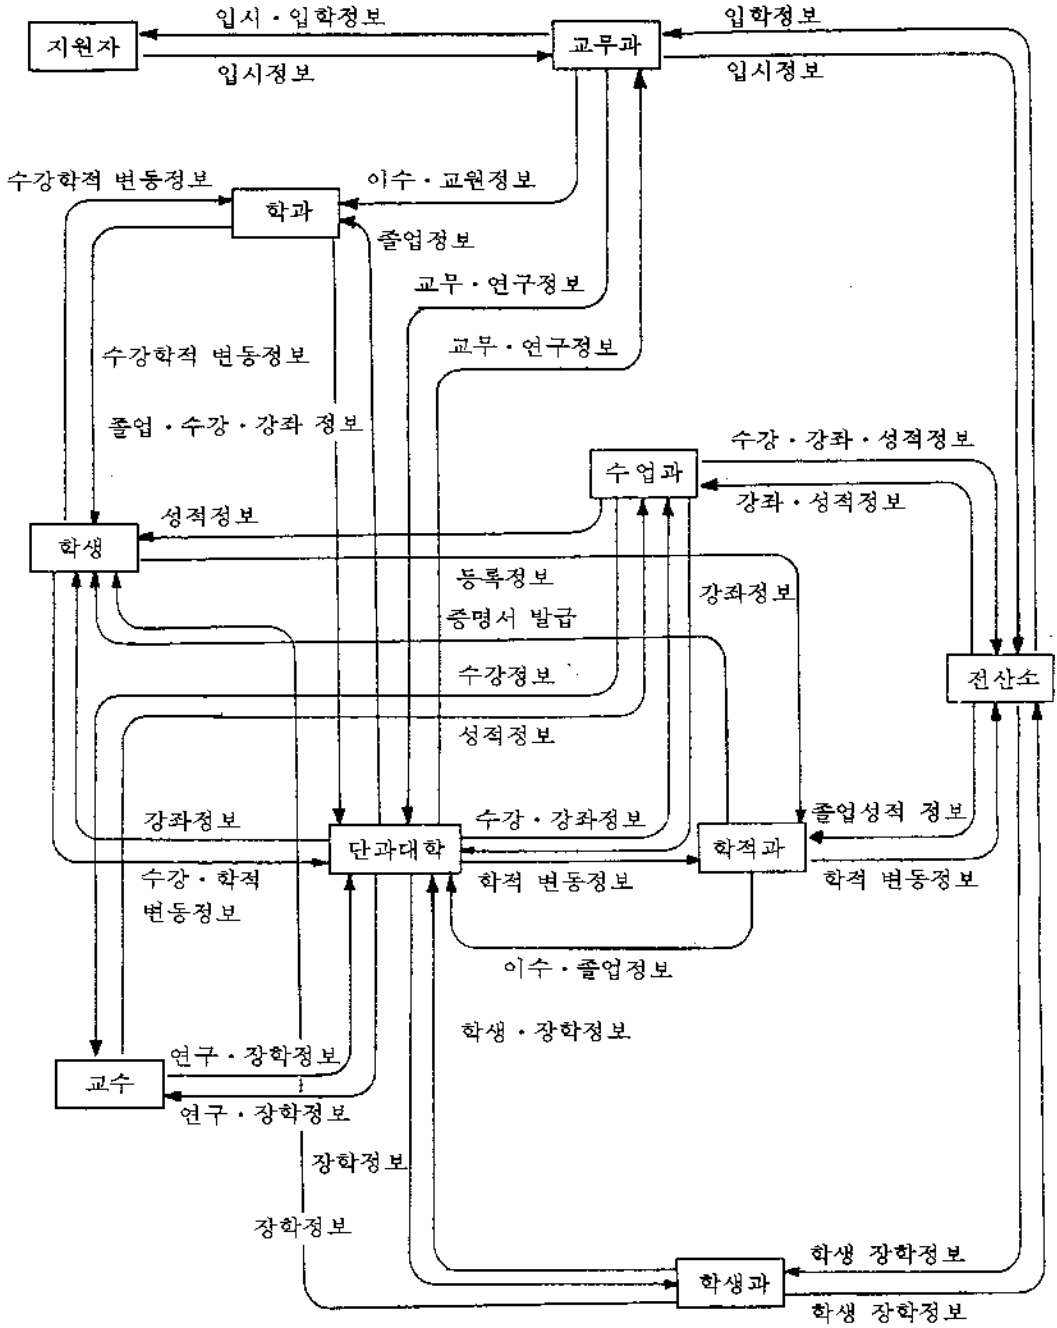 입시·입학정보
입학정보
지원자
교무과
입시정보
입시정보
수강학적 변동정보
이수·교원정보
학과
졸업정보
교무·연구정보
수강학적 변동정보
교무·연구정보
졸업·수강·강좌 정보
수강·강좌·성적정보
수업과
강좌·성적정보
성적정보
학생
등록정보
강좌정보
증명서 발급
수강정보
전산소
성적정보
강좌정보
수강·강좌정보
졸업성적 정보
단과대학
학적과
수강·학적
변동정보
학적 변동정보
학적 변동정보
이수·졸업정보
학생·장학정보
연구·장학정보
교수
연구·장학정보
장학정보
장학정보
학생 장학정보
학생과
학생 장학정보